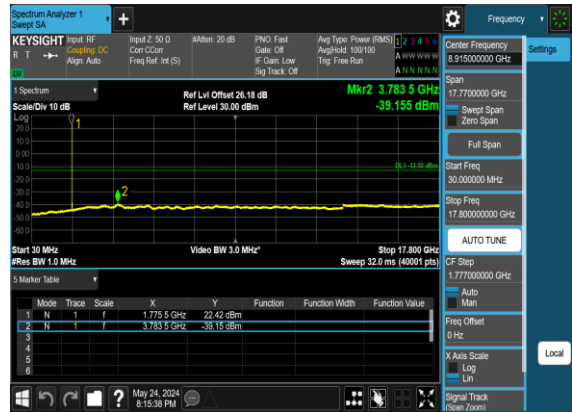 Spectrum Analyzer 1
Swept SA
Frequency
KEYSIGHT
R T
Input: RF
Coupling: DC
Align: Auto
Input Z: 50 Ω
Corr CCorr
Freq Ref: Int (S)
#Atten: 20 dB
PNO: Fast
Gate: Off
IF Gain: Low
Sig Track: Off
Avg Type: Power (RMS)
Avg|Hold: 100/100
Trig: Free Run
1 2 3 4 5 6
A W W W W W
A N N N N N
1 Spectrum
Scale/Div 10 dB
Ref Lvl Offset 26.18 dB
Ref Level 30.00 dBm
Mkr2 3.783 5 GHz
-39.155 dBm
Log
20.0
10.0
0.00
-10.0
-20.0
-30.0
-40.0
-50.0
-60.0
1
2
DL1 -13.00 dBm
Start 30 MHz
#Res BW 1.0 MHz
Video BW 3.0 MHz*
Stop 17.800 GHz
Sweep 32.0 ms (40001 pts)
5 Marker Table
Mode Trace Scale X Y Function Function Width Function Value
1 N 1 f 1.775 5 GHz 22.42 dBm
2 N 1 f 3.783 5 GHz -39.15 dBm
3
4
5
6
May 24, 2024
8:15:38 PM
Center Frequency
8.915000000 GHz
Settings
Span
17.7700000 GHz
Swept Span
Zero Span
Full Span
Start Freq
30.000000 MHz
Stop Freq
17.800000000 GHz
AUTO TUNE
CF Step
1.777000000 GHz
Auto
Man
Freq Offset
0 Hz
X Axis Scale
Log
Lin
Local
Signal Track
(Span Zoom)